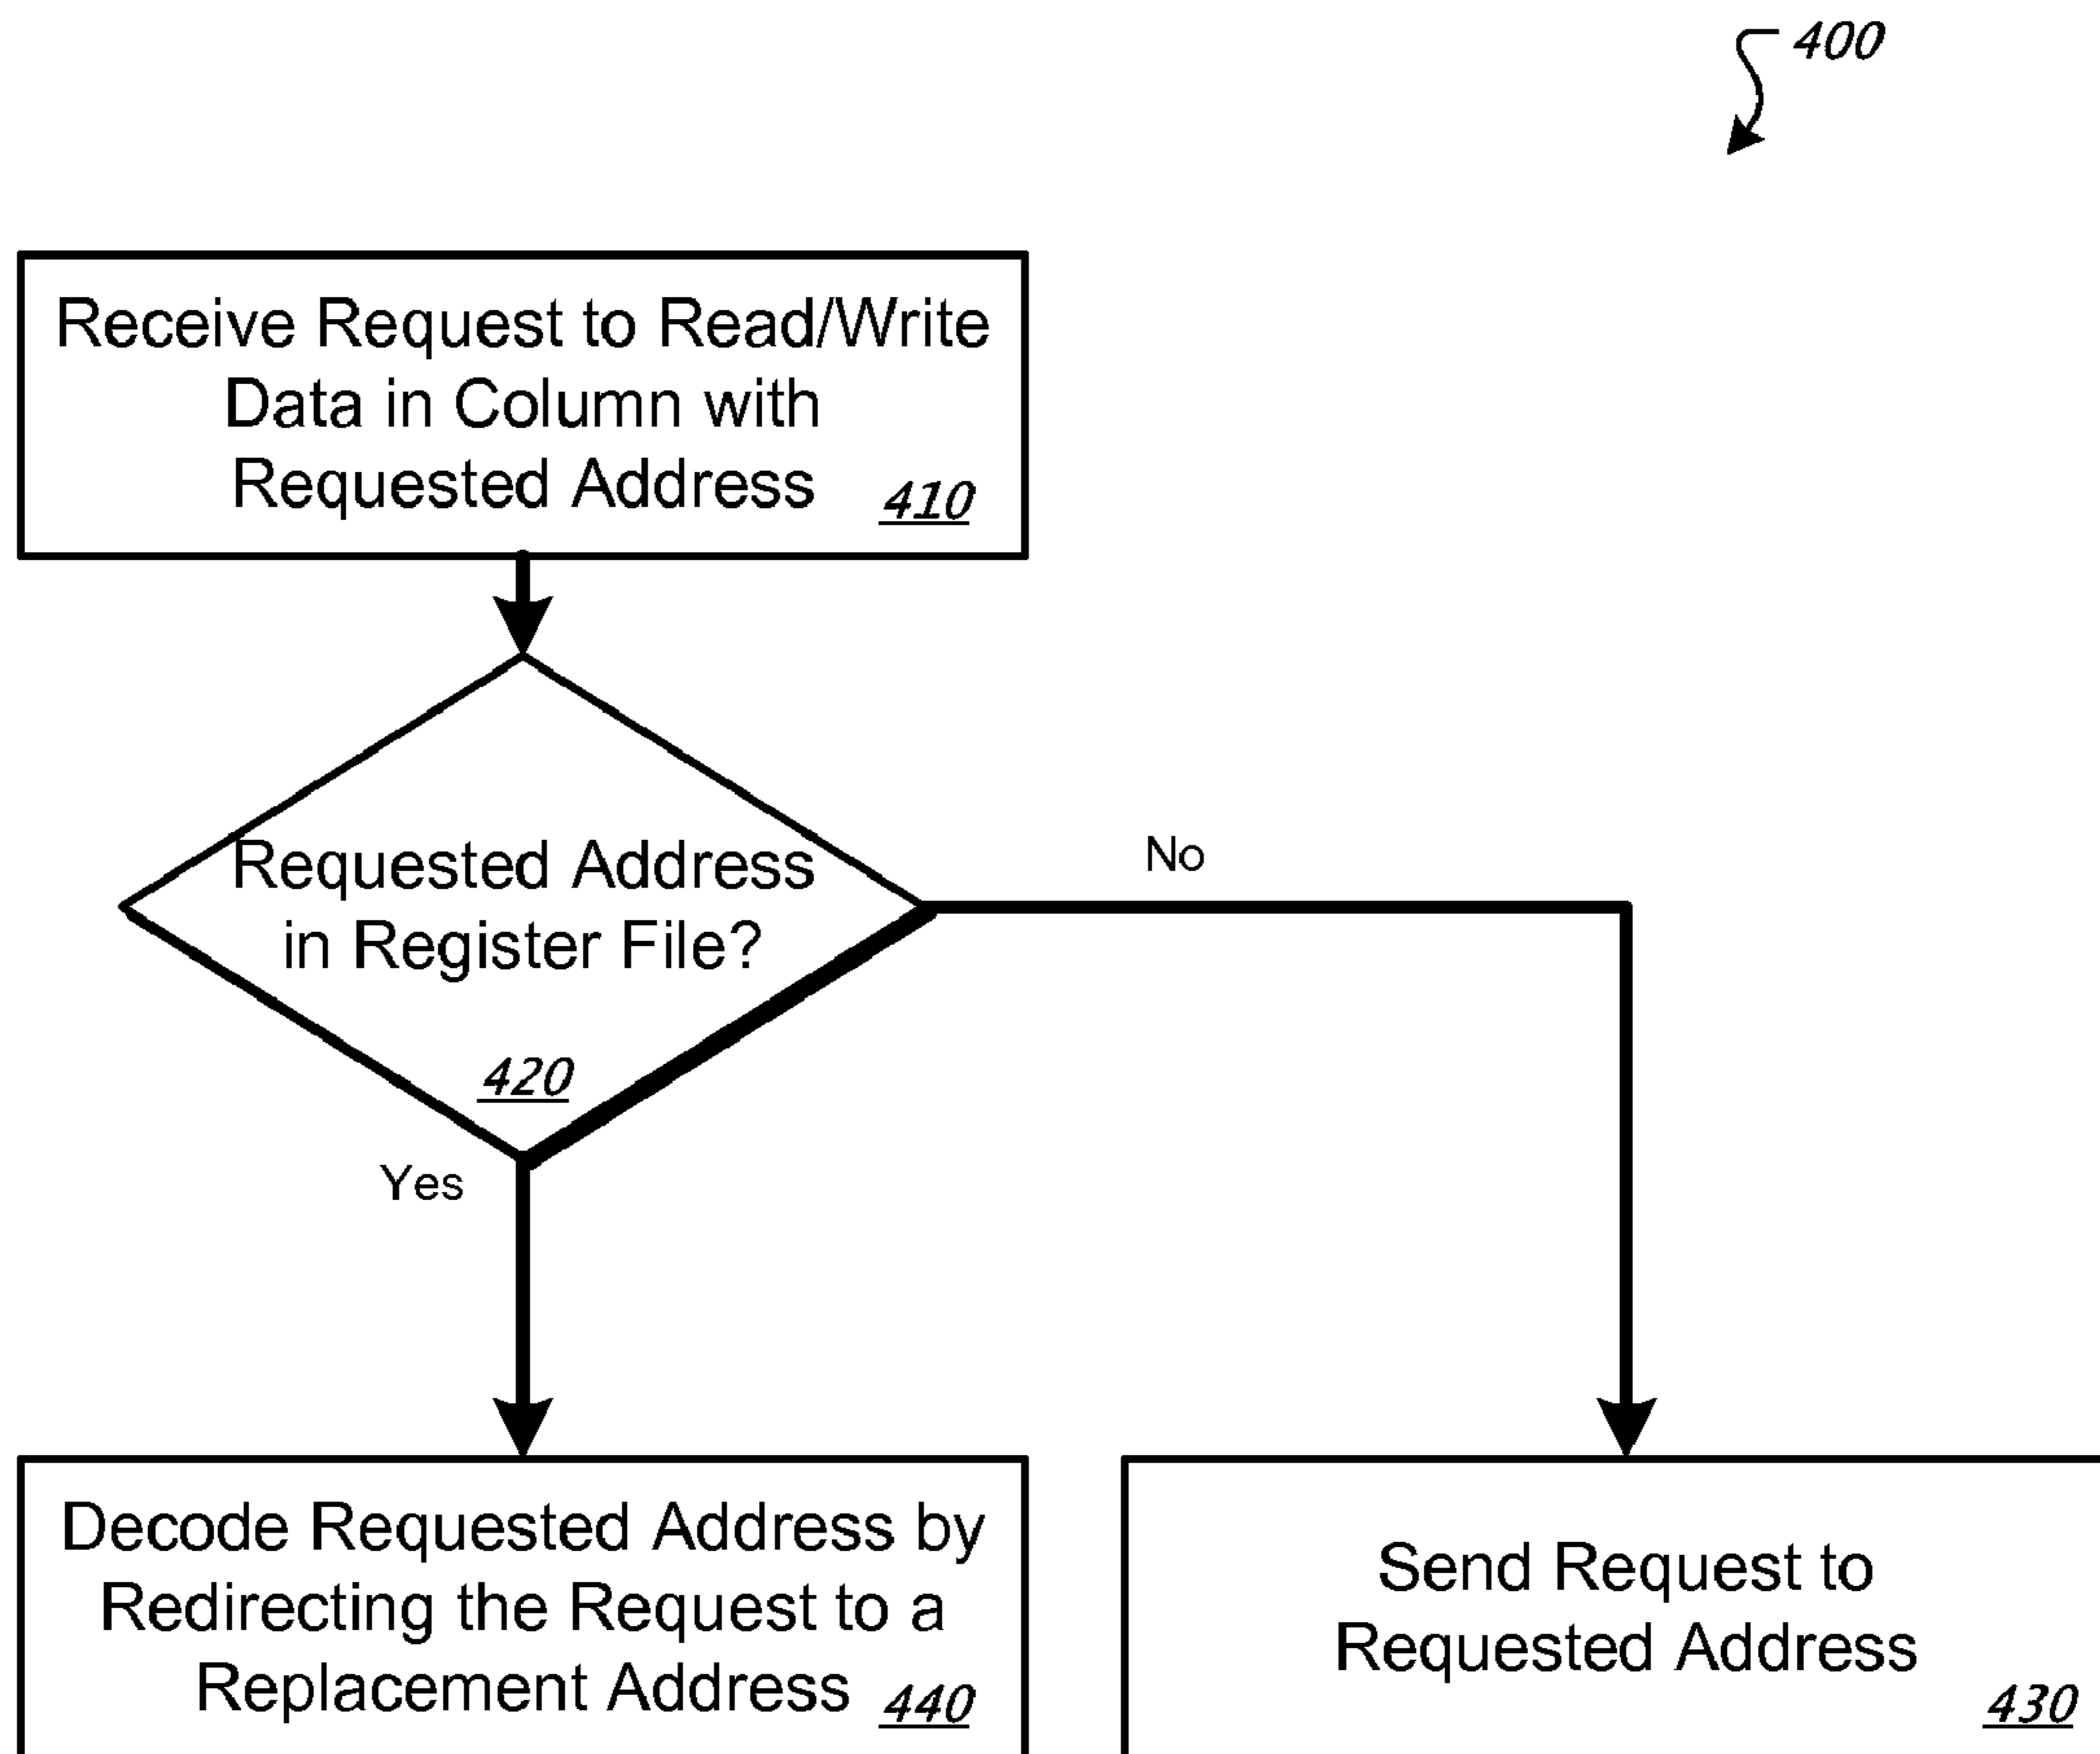 400
Receive Request to Read/Write
Data in Column with
Requested Address
410
Requested Address
in Register File?
420
No
Yes
Decode Requested Address by
Redirecting the Request to a
Replacement Address
440
Send Request to
Requested Address
430